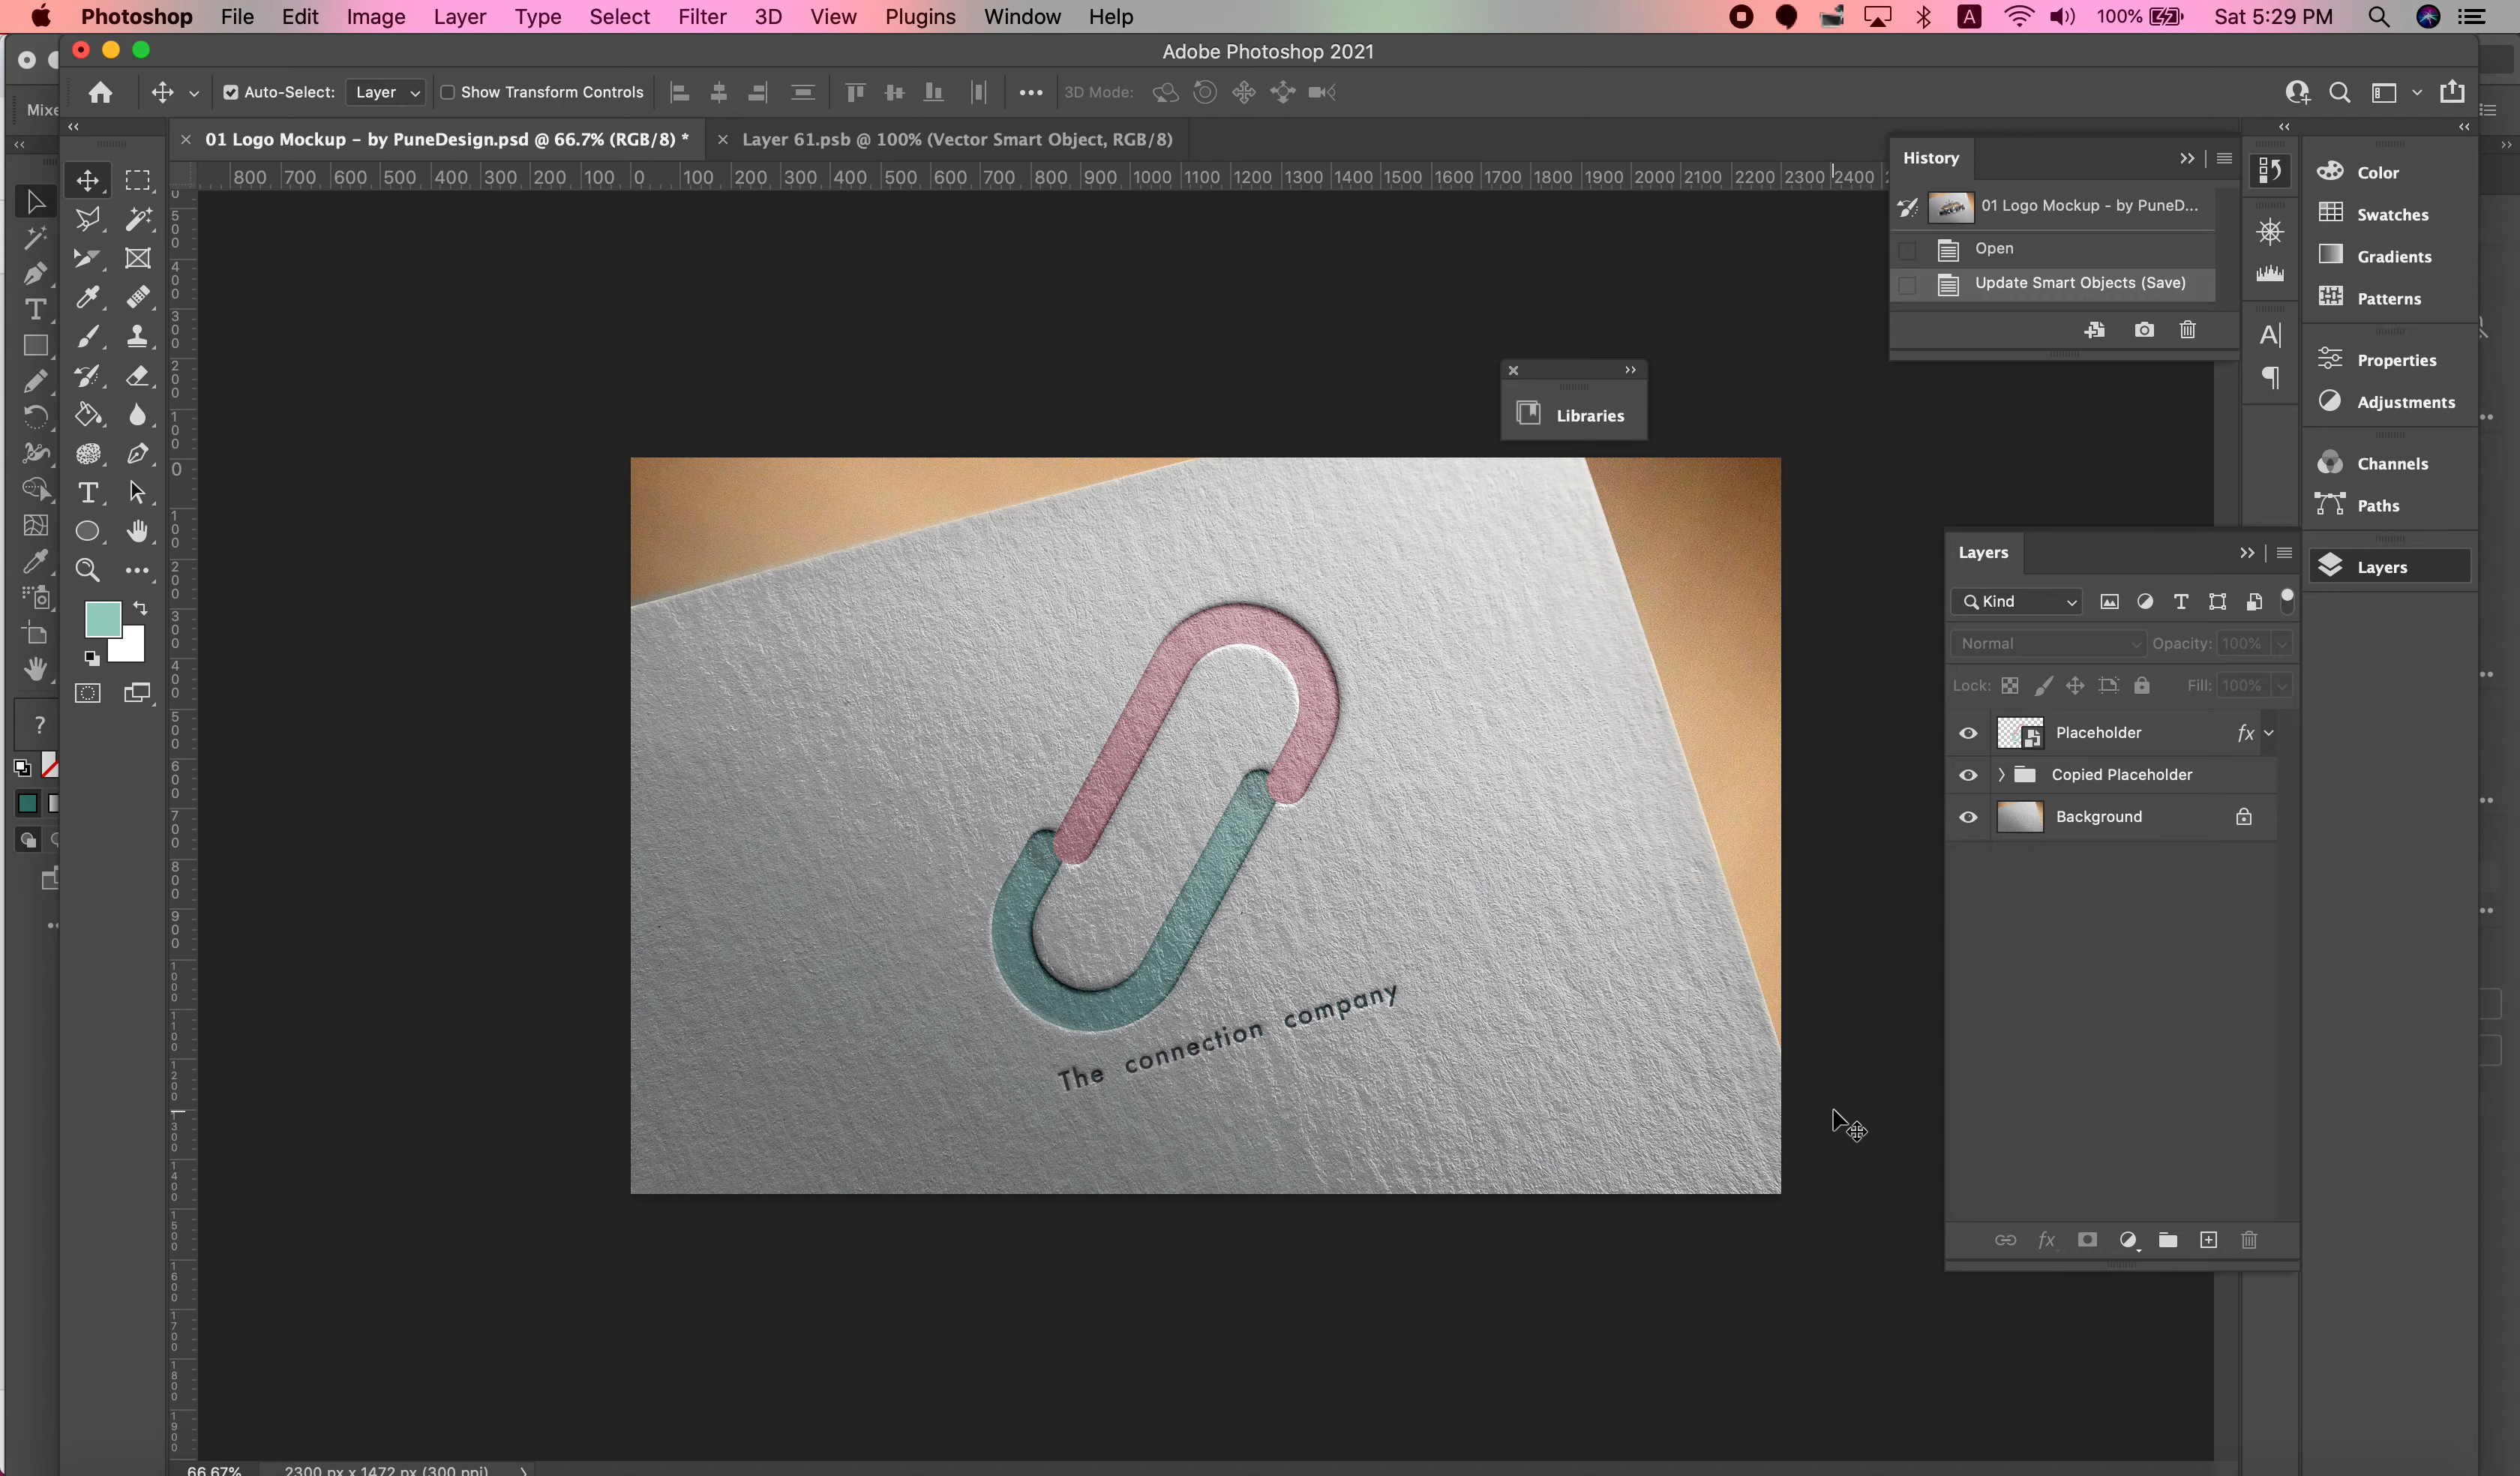 Photoshop File Edit Image Layer Type Select Filter 3D View Plugins Window Help 100% Sat 5:29 PM
Adobe Photoshop 2021
Auto-Select: Layer Show Transform Controls 3D Mode:
01 Logo Mockup – by PuneDesign.psd @ 66.7% (RGB/8) * Layer 61.psb @ 100% (Vector Smart Object, RGB/8)
800 700 600 500 400 300 200 100 0 100 200 300 400 500 600 700 800 900 1000 1100 1200 1300 1400 1500 1600 1700 1800 1900 2000 2100 2200 2300 2400
History
01 Logo Mockup - by PuneD...
Open
Update Smart Objects (Save)
Color
Swatches
Gradients
Patterns
Properties
Adjustments
Channels
Paths
Layers
Libraries
The connection company
Layers
Kind
Normal Opacity: 100%
Lock: Fill: 100%
Placeholder fx
Copied Placeholder
Background
fx
66.67% 2300 px x 1472 px (300 ppi)